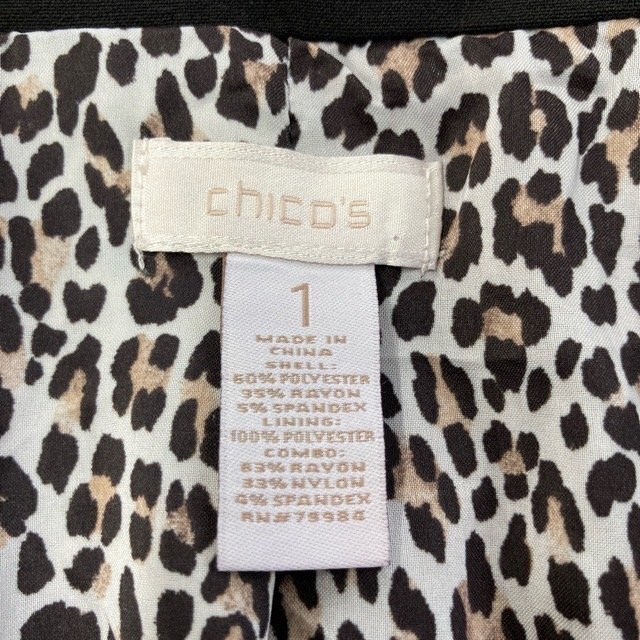 chico's
1
MADE IN
CHINA
SHELL:
60% POLYESTER
35% RAYON
5% SPANDEX
LINING:
100% POLYESTER
COMBO:
63% RAYON
33% NYLON
4% SPANDEX
RN#79984